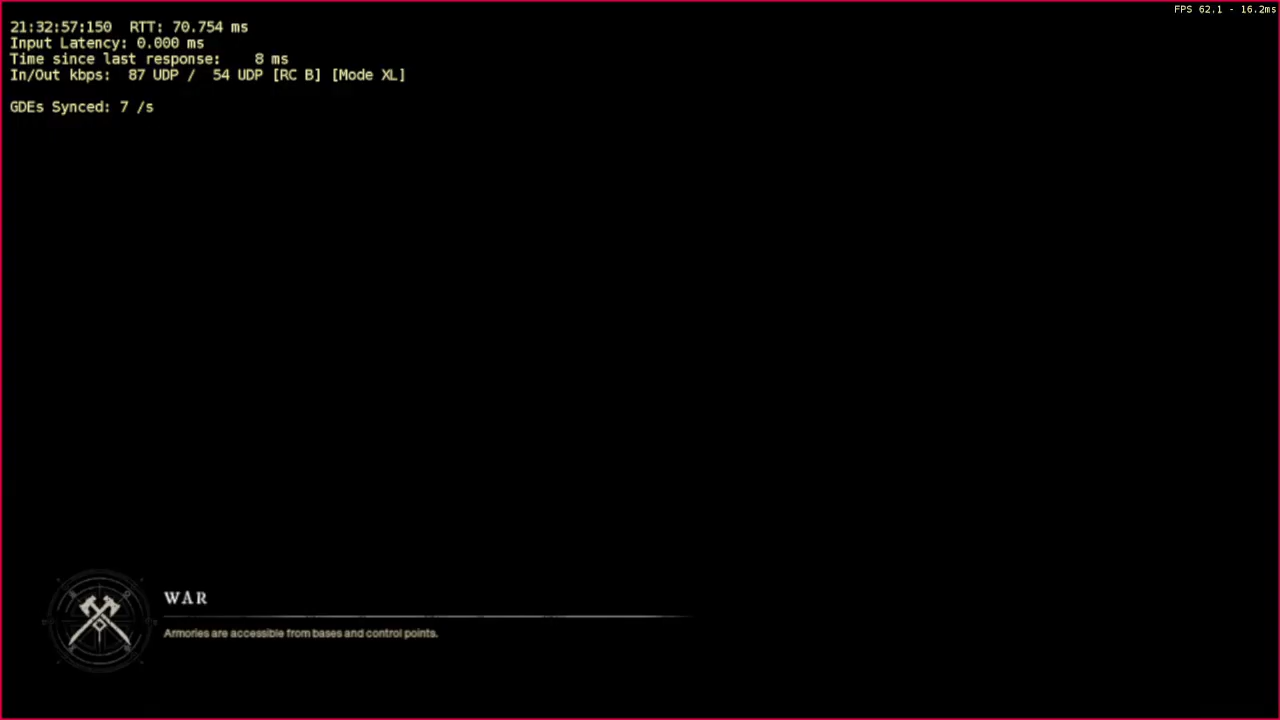 FPS 62.1 - 16.2ms
21:32:57:150  RTT: 70.754 ms
Input Latency: 0.000 ms
Time since last response:    8 ms
In/Out kbps:  87 UDP /  54 UDP [RC B] [Mode XL]
GDEs Synced: 7 /s
WAR
Armories are accessible from bases and control points.